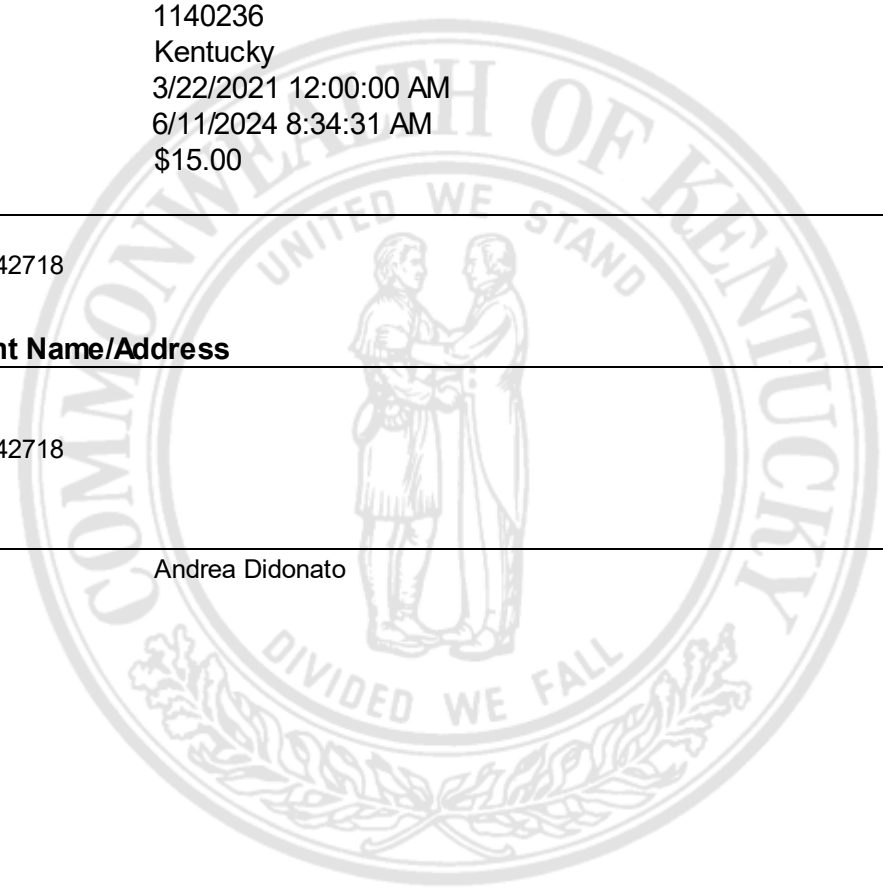 1140236
Kentucky
3/22/2021 12:00:00 AM
6/11/2024 8:34:31 AM
$15.00
COMMONWEALTH OF KENTUCKY
UNITED WE STAND
42718
nt Name/Address
42718
Andrea Didonato
DIVIDED WE FALL